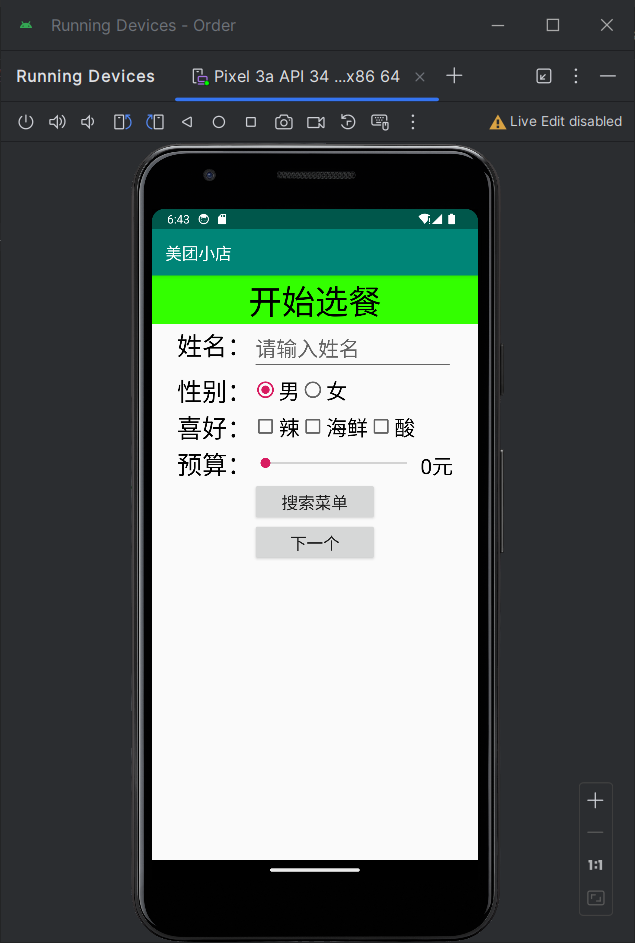 Running Devices - Order
Running Devices
Pixel 3a API 34 ...x86 64
Live Edit disabled
6:43
美团小店
开始选餐
姓名：
请输入姓名
性别：
男 女
喜好：
辣 海鲜 酸
预算：
0元
搜索菜单
下一个
1:1